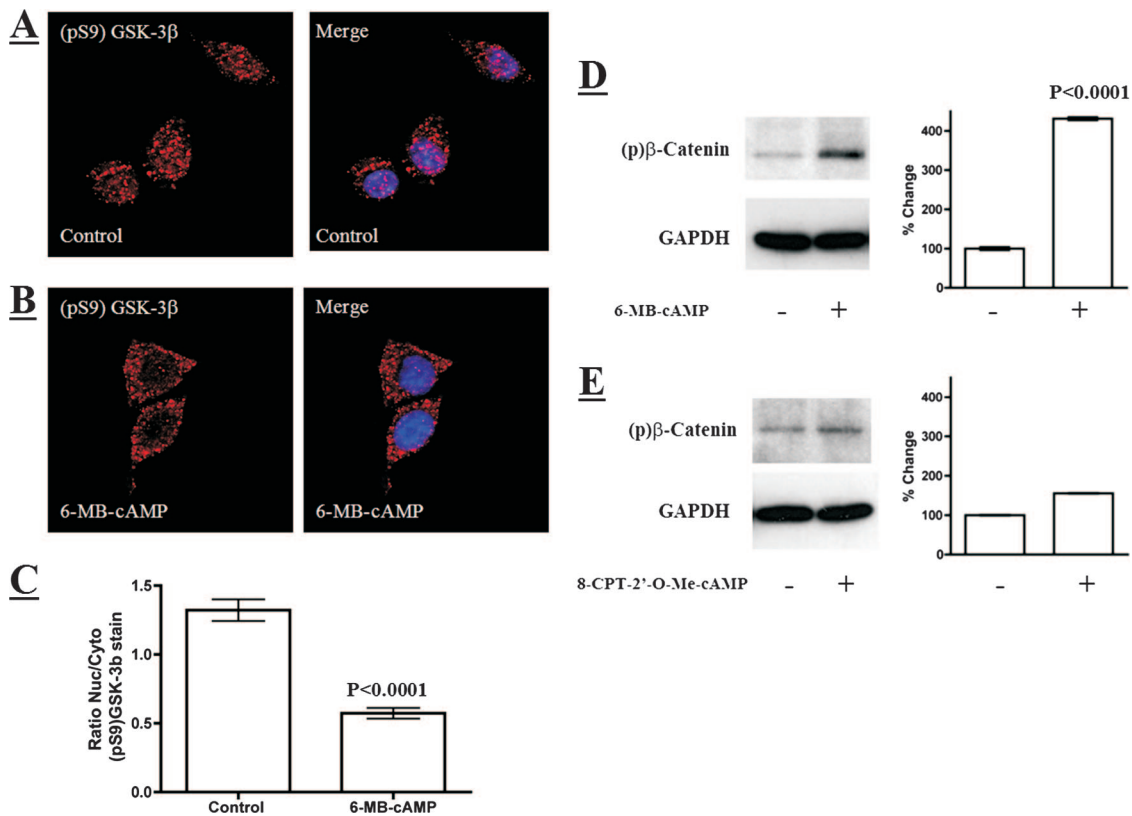 A
(pS9) GSK-3β
Merge
Control
Control
B
(pS9) GSK-3β
Merge
6-MB-cAMP
6-MB-cAMP
C
Ratio Nuc/Cyto
(pS9)GSK-3b stain
1.5
1.0
0.5
0.0
P<0.0001
Control
6-MB-cAMP
D
(p)β-Catenin
GAPDH
6-MB-cAMP
- +
P<0.0001
% Change
400
300
200
100
0
- +
E
(p)β-Catenin
GAPDH
8-CPT-2'-O-Me-cAMP
- +
% Change
400
300
200
100
0
- +